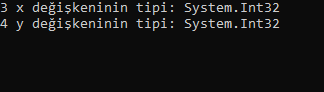 3 x değişkeninin tipi: System.Int32
4 y değişkeninin tipi: System.Int32